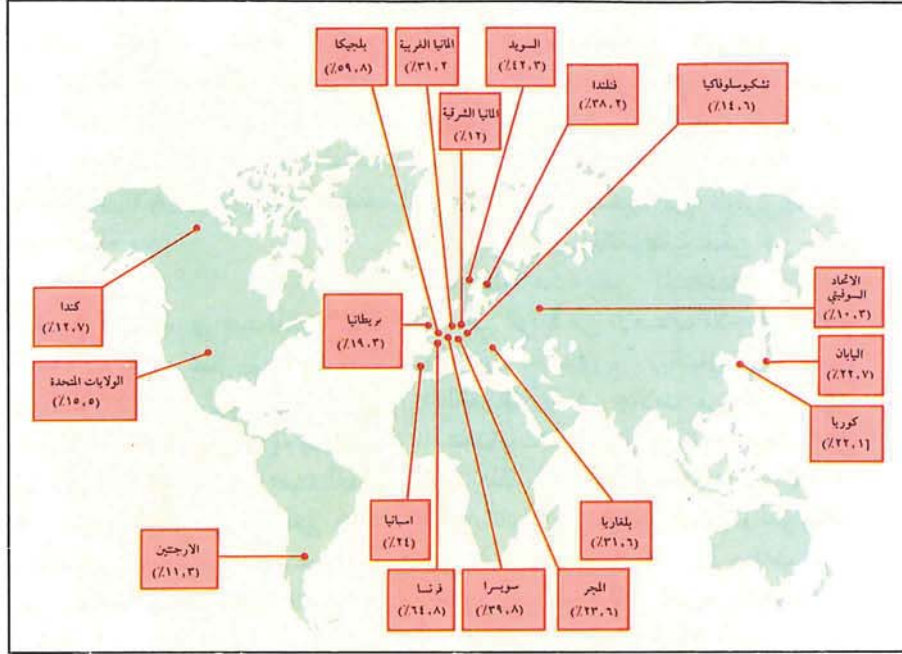 بلجيكا
(٥٩,٨٪)
المانيا الغربية
(٣١,٢٪)
السويد
(٤٢,٣٪)
فنلندا
(٣٨,٢٪)
تشكيوسلوفاكيا
(١٤,٦٪)
المانيا الشرقية
(١٢٪)
كندا
(١٢,٧٪)
الولايات المتحدة
(١٥,٥٪)
بريطانيا
(١٩,٣٪)
الاتحاد
السوفيتي
(١٠,٣٪)
اليابان
(٢٢,٧٪)
كوريا
(٢٢,١٪]
الارجنتين
(١١,٣٪)
اسبانيا
(٢٤٪)
فرنسا
(٦٤,٨٪)
سويسرا
(٣٩,٨٪)
المجر
(٢٣,٦٪)
بلغاريا
(٣١,٦٪)